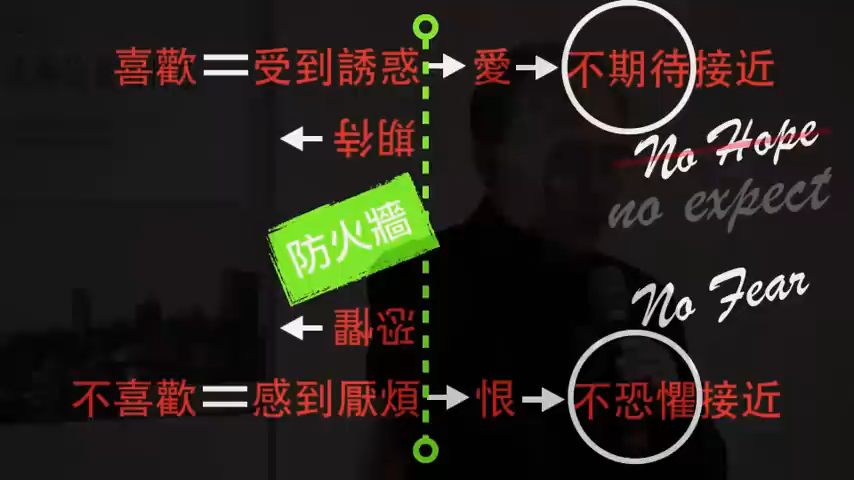 喜歡=受到誘惑→愛→不期待接近
←期待
No Hope
no expect
防火牆
No Fear
←恐懼
不喜歡=感到厭煩→恨→不恐懼接近